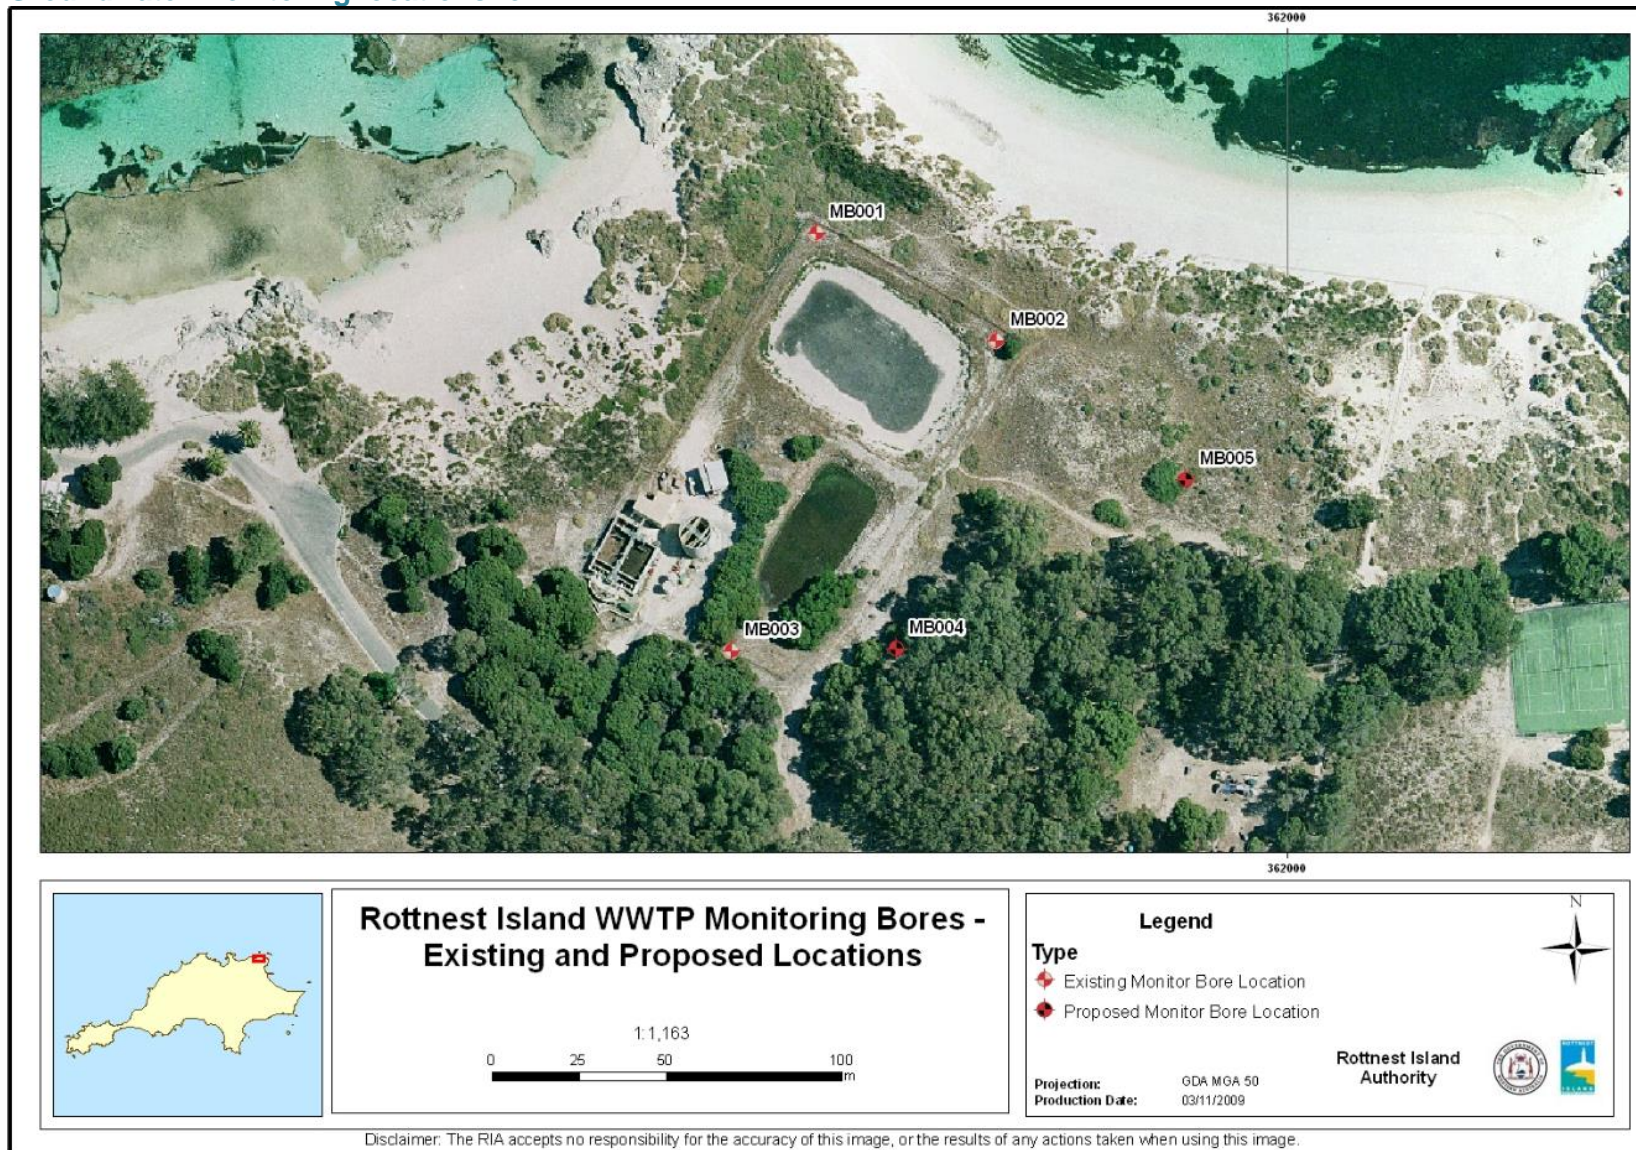 362000
MB001
MB002
MB005
MB003
MB004
362000
Rottnest Island WWTP Monitoring Bores -
Existing and Proposed Locations
1:1,163
0 25 50 100
m
Legend
Type
Existing Monitor Bore Location
Proposed Monitor Bore Location
N
Projection: GDA MGA 50
Production Date: 03/11/2009
Rottnest Island
Authority
ROTTNEST
ISLAND
Disclaimer: The RIA accepts no responsibility for the accuracy of this image, or the results of any actions taken when using this image.